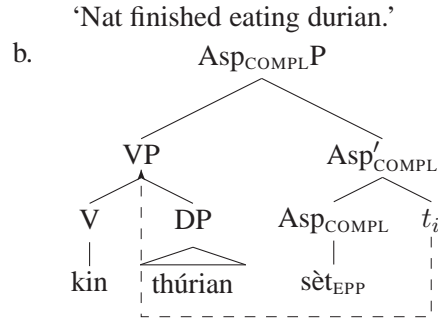 ‘Nat finished eating durian.’
b. Asp_COMPL P
VP Asp′_COMPL
V DP Asp_COMPL t_i
kin thúrian sèt_EPP